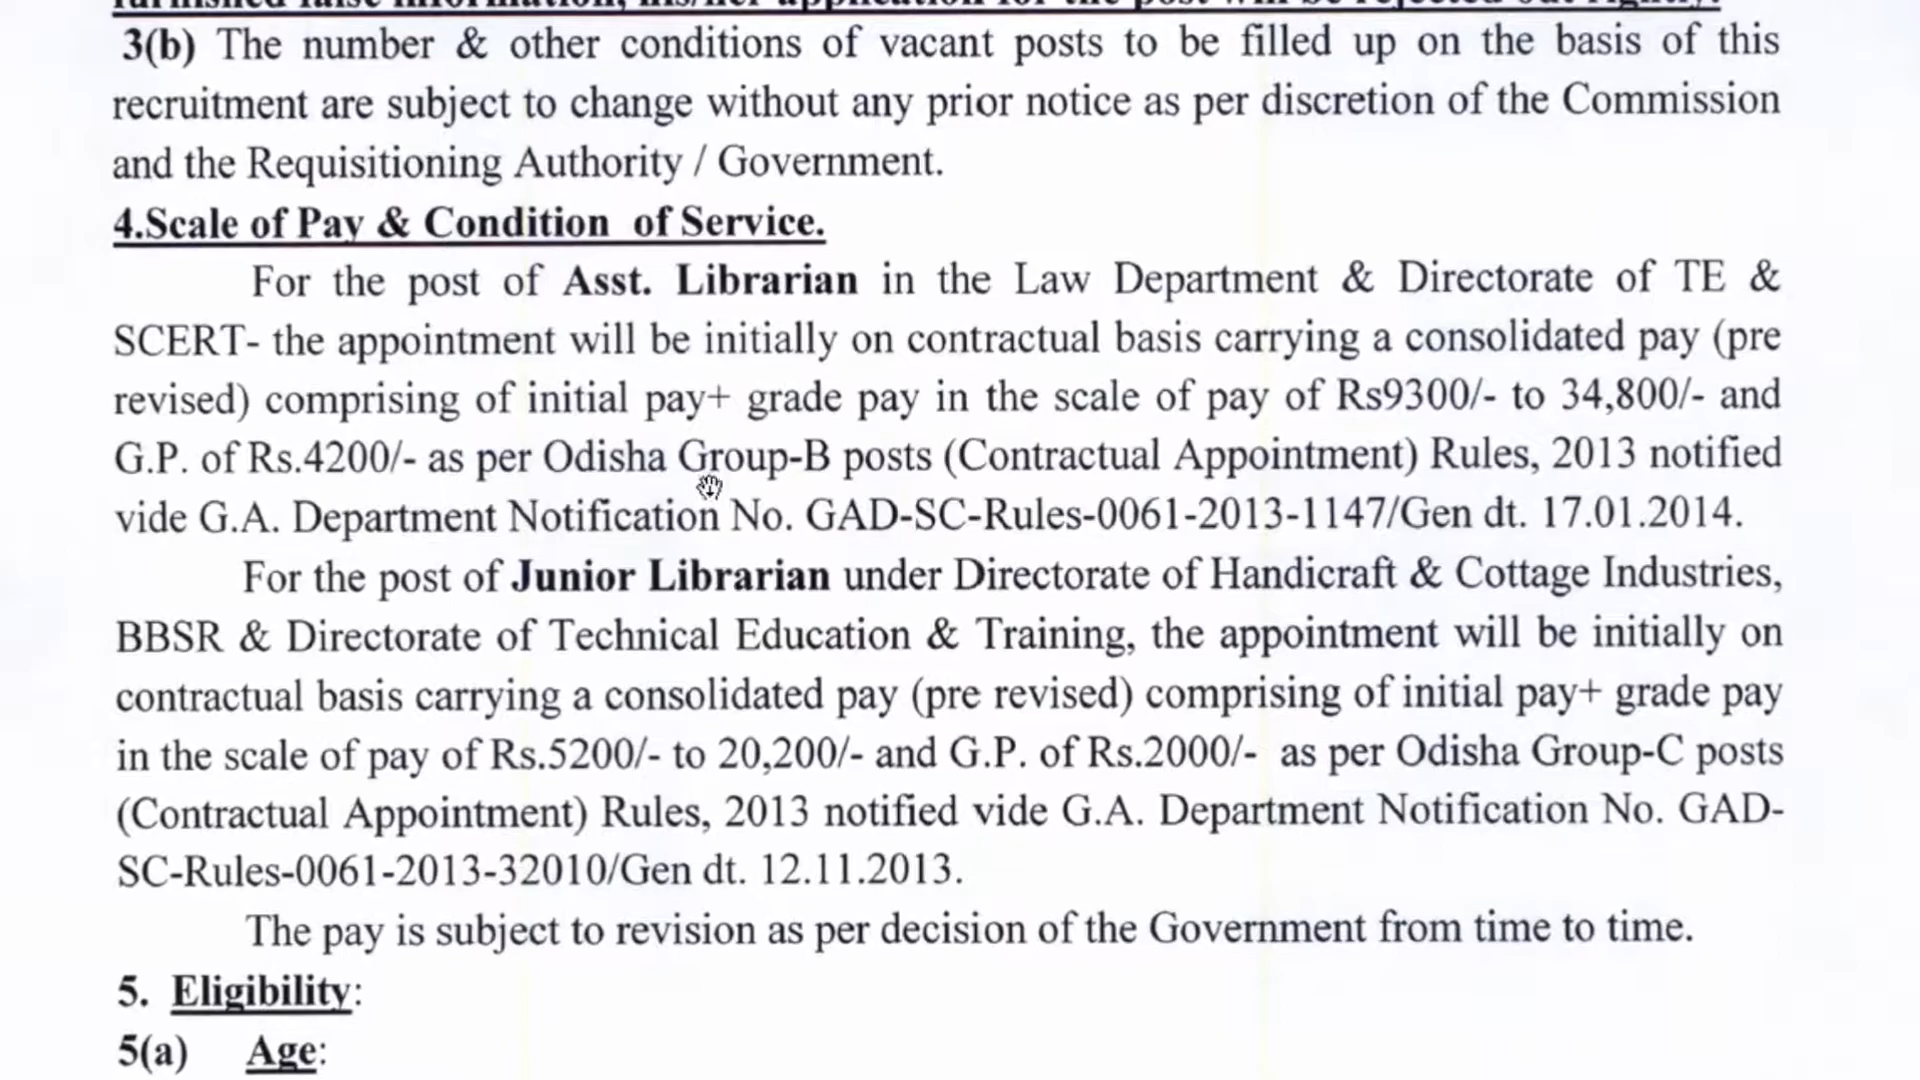 3(b) The number & other conditions of vacant posts to be filled up on the basis of this
recruitment are subject to change without any prior notice as per discretion of the Commission
and the Requisitioning Authority / Government.
4.Scale of Pay & Condition of Service.
For the post of Asst. Librarian in the Law Department & Directorate of TE &
SCERT- the appointment will be initially on contractual basis carrying a consolidated pay (pre
revised) comprising of initial pay+ grade pay in the scale of pay of Rs9300/- to 34,800/- and
G.P. of Rs.4200/- as per Odisha Group-B posts (Contractual Appointment) Rules, 2013 notified
vide G.A. Department Notification No. GAD-SC-Rules-0061-2013-1147/Gen dt. 17.01.2014.
For the post of Junior Librarian under Directorate of Handicraft & Cottage Industries,
BBSR & Directorate of Technical Education & Training, the appointment will be initially on
contractual basis carrying a consolidated pay (pre revised) comprising of initial pay+ grade pay
in the scale of pay of Rs.5200/- to 20,200/- and G.P. of Rs.2000/- as per Odisha Group-C posts
(Contractual Appointment) Rules, 2013 notified vide G.A. Department Notification No. GAD-
SC-Rules-0061-2013-32010/Gen dt. 12.11.2013.
The pay is subject to revision as per decision of the Government from time to time.
5. Eligibility:
5(a) Age: